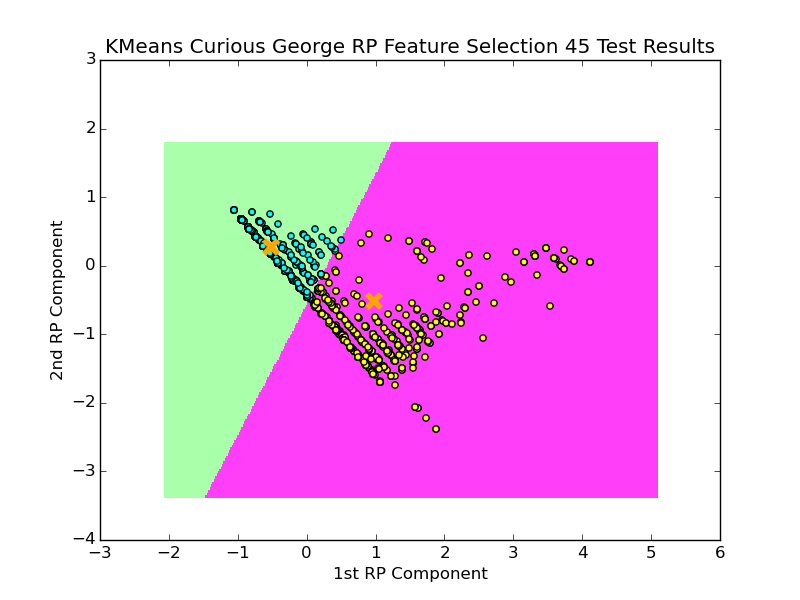 KMeans Curious George RP Feature Selection 45 Test Results
3
2
1
0
−1
−2
−3
−4
−3 −2 −1 0 1 2 3 4 5 6
2nd RP Component
1st RP Component